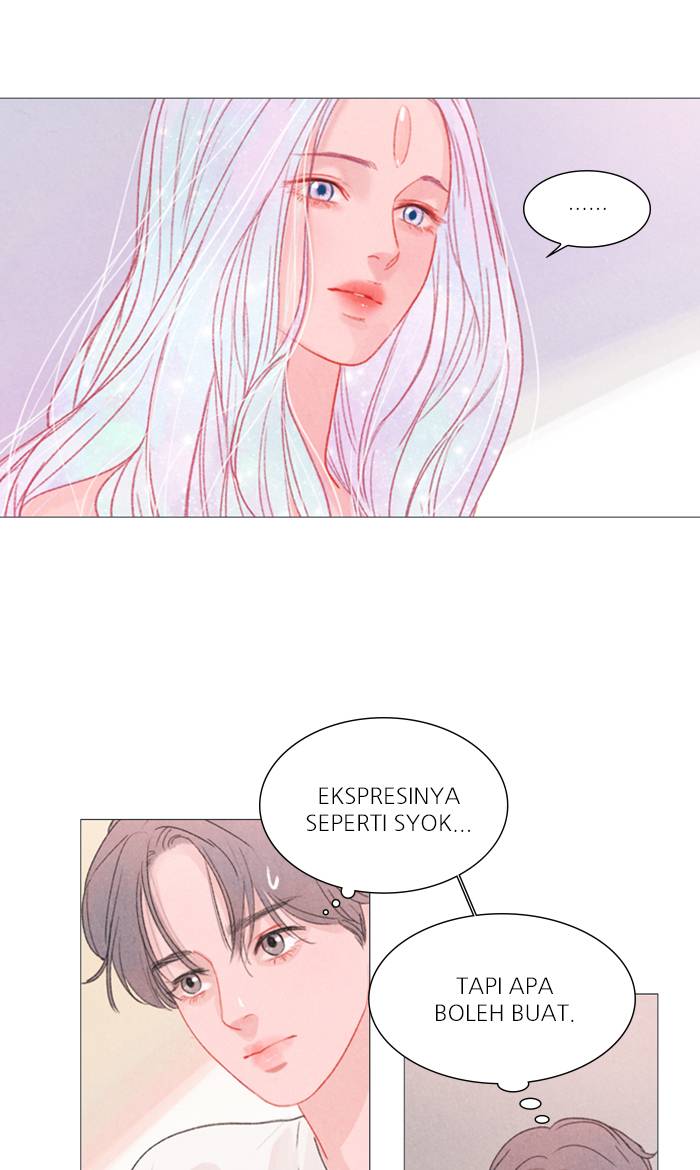 ......
EKSPRESINYA
SEPERTI SYOK...
TAPI APA
BOLEH BUAT.